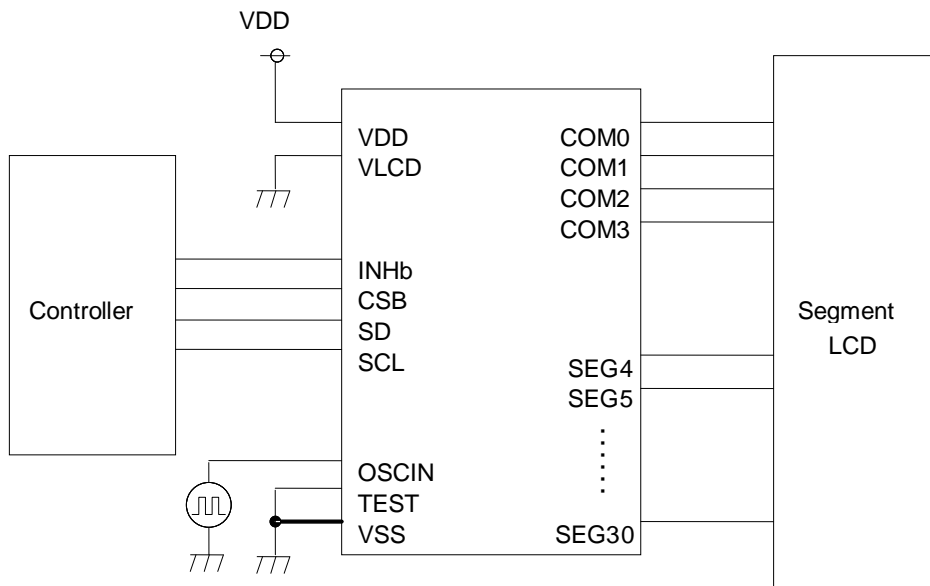 VDD
VDD
VLCD
INHb
CSB
SD
SCL
OSCIN
TEST
VSS
COM0
COM1
COM2
COM3
SEG4
SEG5
SEG30
Controller
Segment
LCD